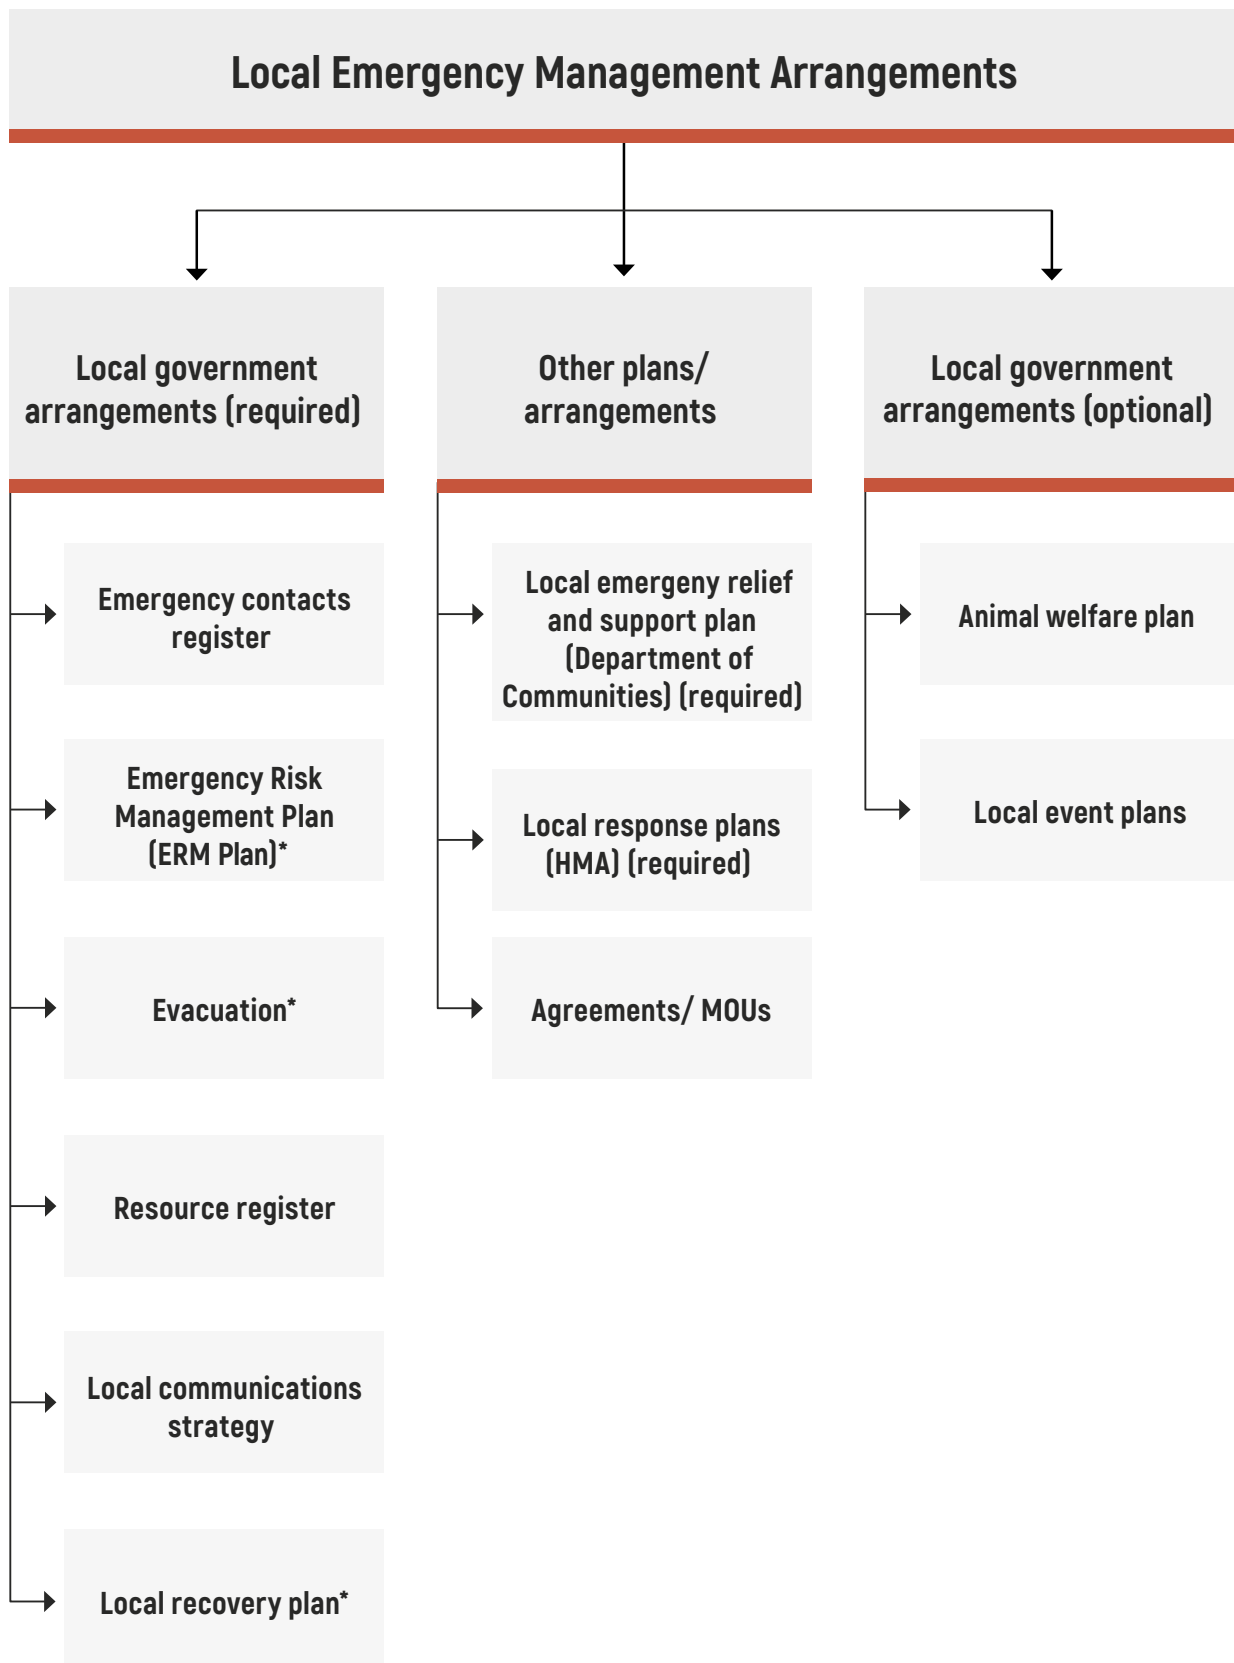 Local Emergency Management Arrangements
Local government
arrangements (required)
Emergency contacts
register
Emergency Risk
Management Plan
(ERM Plan)*
Evacuation*
Resource register
Local communications
strategy
Local recovery plan*
Other plans/
arrangements
Local emergeny relief
and support plan
(Department of
Communities) (required)
Local response plans
(HMA) (required)
Agreements/ MOUs
Local government
arrangements (optional)
Animal welfare plan
Local event plans